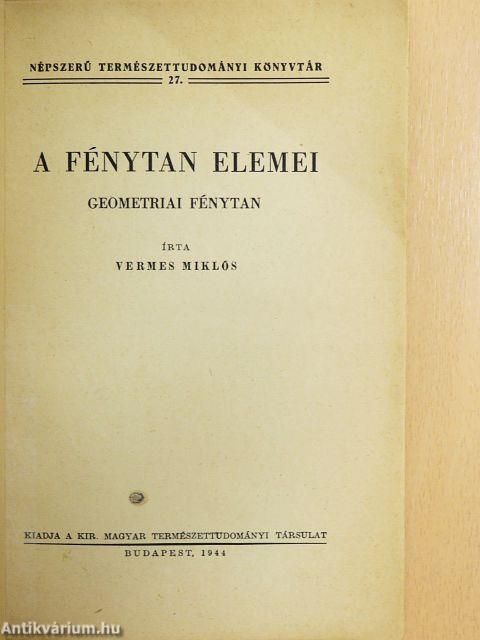 NÉPSZERŰ TERMÉSZETTUDOMÁNYI KÖNYVTÁR
27.
A FÉNYTAN ELEMEI
GEOMETRIAI FÉNYTAN
ÍRTA
VERMES MIKLÓS
KIADJA A KIR. MAGYAR TERMÉSZETTUDOMÁNYI TÁRSULAT
BUDAPEST, 1944
Antikvárium.hu